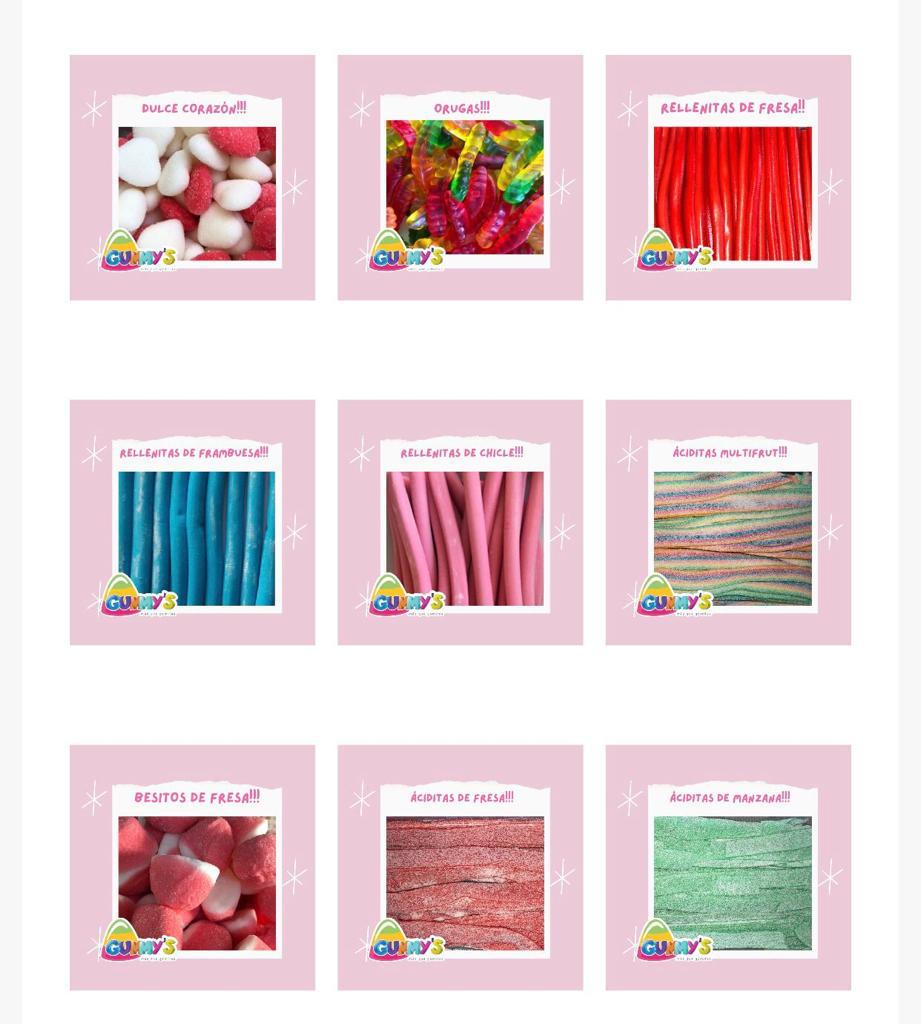 DULCE CORAZÓN!!!
ORUGAS!!!
RELLENITAS DE FRESA!!
GUMMY'S
GUMMY'S
GUMMY'S
RELLENITAS DE FRAMBUESA!!!
RELLENITAS DE CHICLE!!!
ÁCIDITAS MULTIFRUT!!!
GUMMY'S
GUMMY'S
GUMMY'S
BESITOS DE FRESA!!!
ÁCIDITAS DE FRESA!!!
ÁCIDITAS DE MANZANA!!!
GUMMY'S
GUMMY'S
GUMMY'S